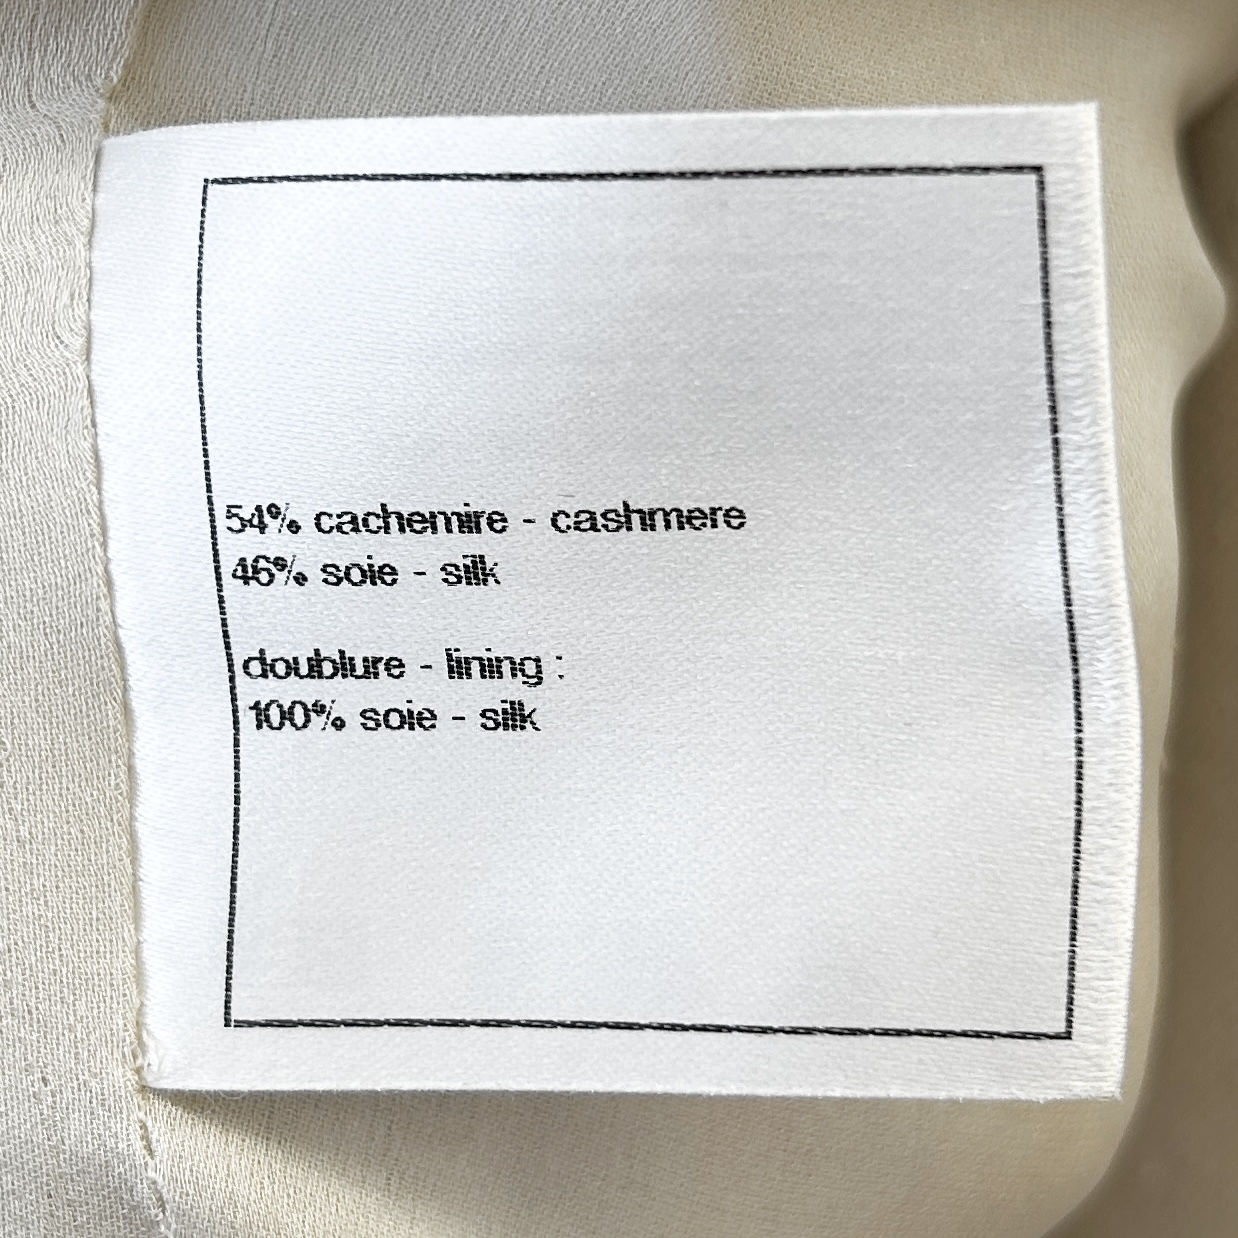 54% cachemire - cashmere
46% soie - silk
doublure - lining :
100% soie - silk